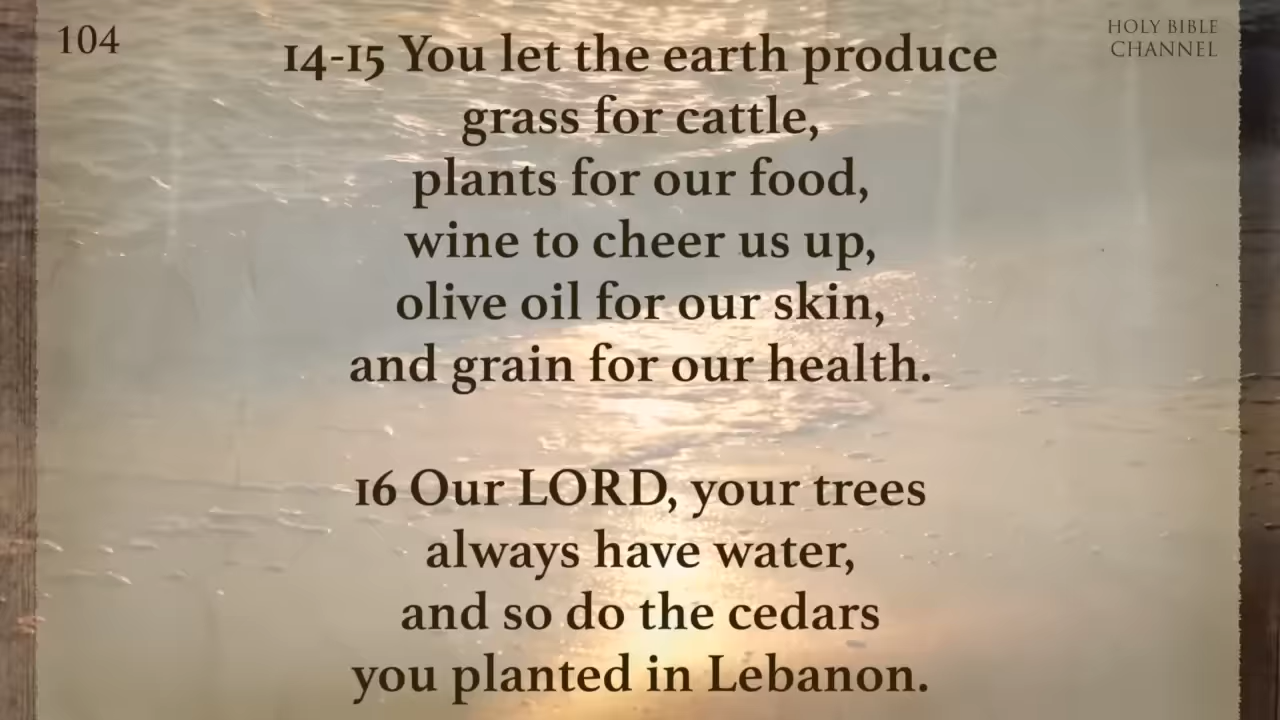 104
HOLY BIBLE
CHANNEL
14-15 You let the earth produce
grass for cattle,
plants for our food,
wine to cheer us up,
olive oil for our skin,
and grain for our health.
16 Our LORD, your trees
always have water,
and so do the cedars
you planted in Lebanon.